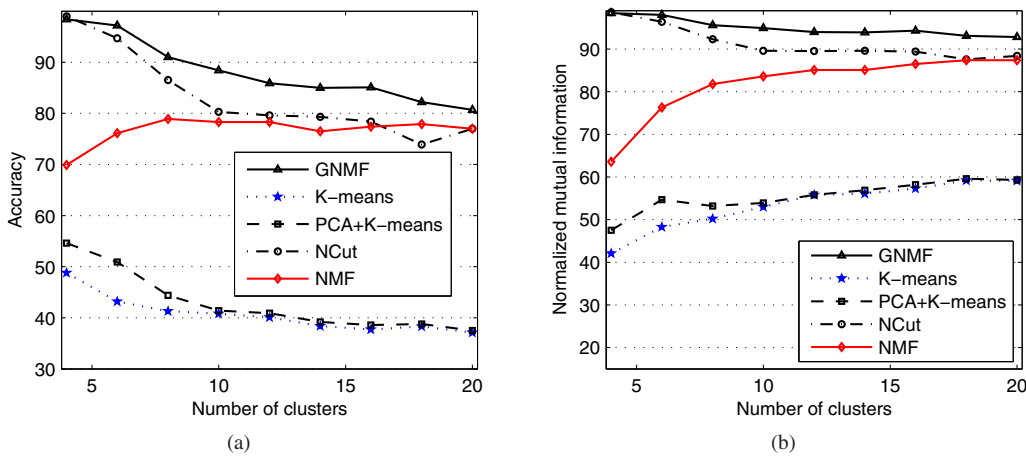 90
80
70
60
50
40
30
5
10
15
20
Accuracy
Number of clusters
GNMF
K−means
PCA+K−means
NCut
NMF
(a)
90
80
70
60
50
40
30
20
5
10
15
20
Normalized mutual information
Number of clusters
GNMF
K−means
PCA+K−means
NCut
NMF
(b)